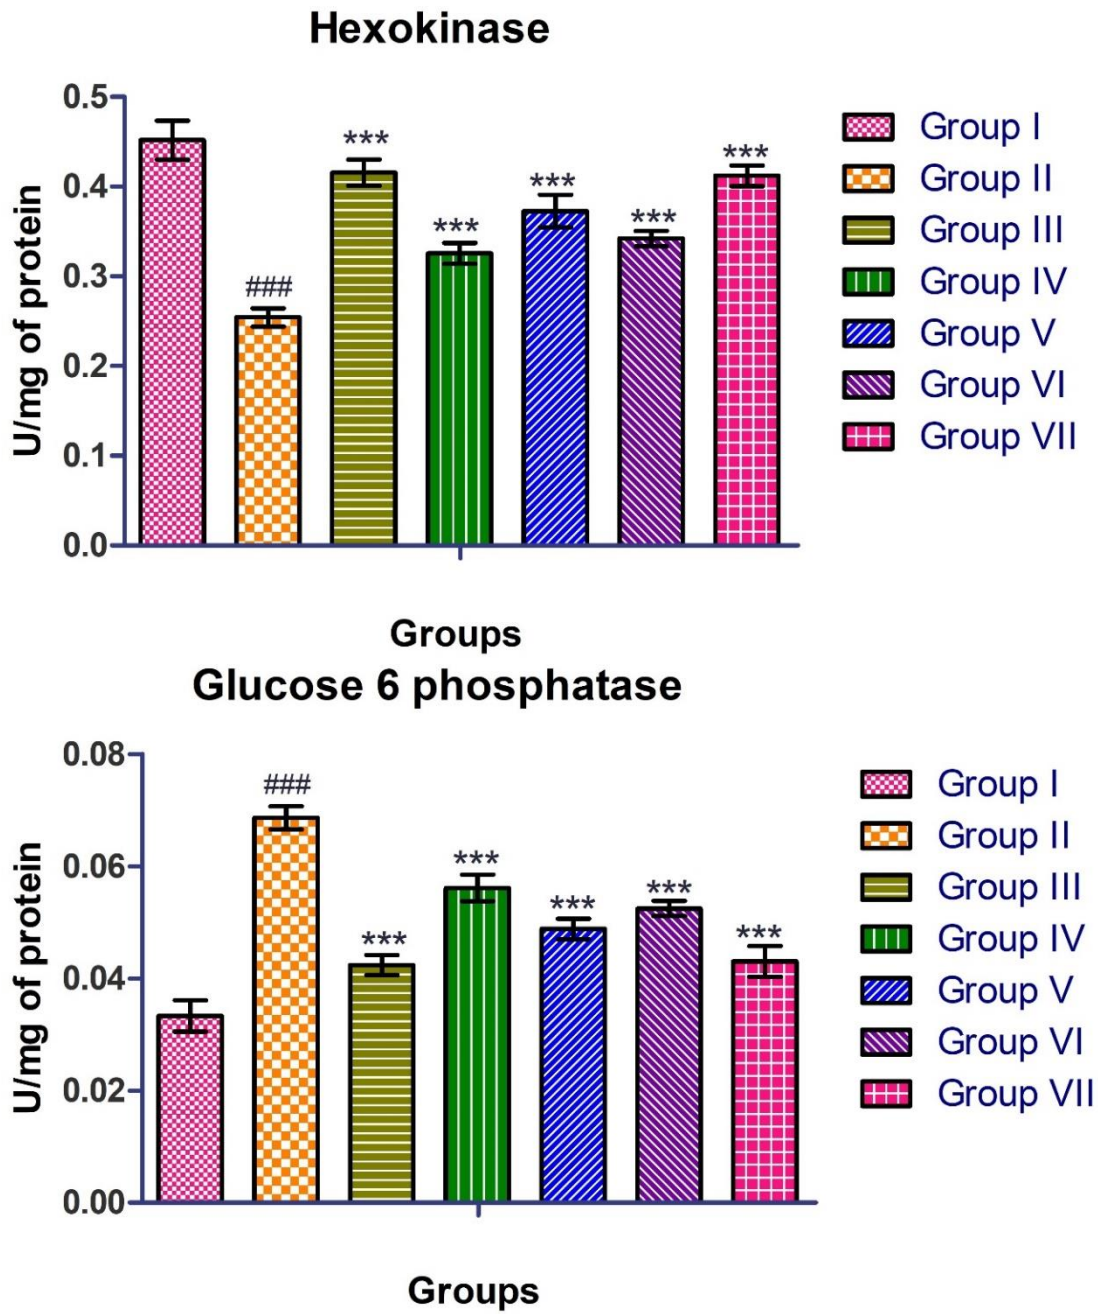 Hexokinase
0.5
0.4
0.3
0.2
0.1
0.0
U/mg of protein
###
***
***
***
***
***
Groups
Group I
Group II
Group III
Group IV
Group V
Group VI
Group VII
Glucose 6 phosphatase
0.08
0.06
0.04
0.02
0.00
U/mg of protein
###
***
***
***
***
***
Groups
Group I
Group II
Group III
Group IV
Group V
Group VI
Group VII